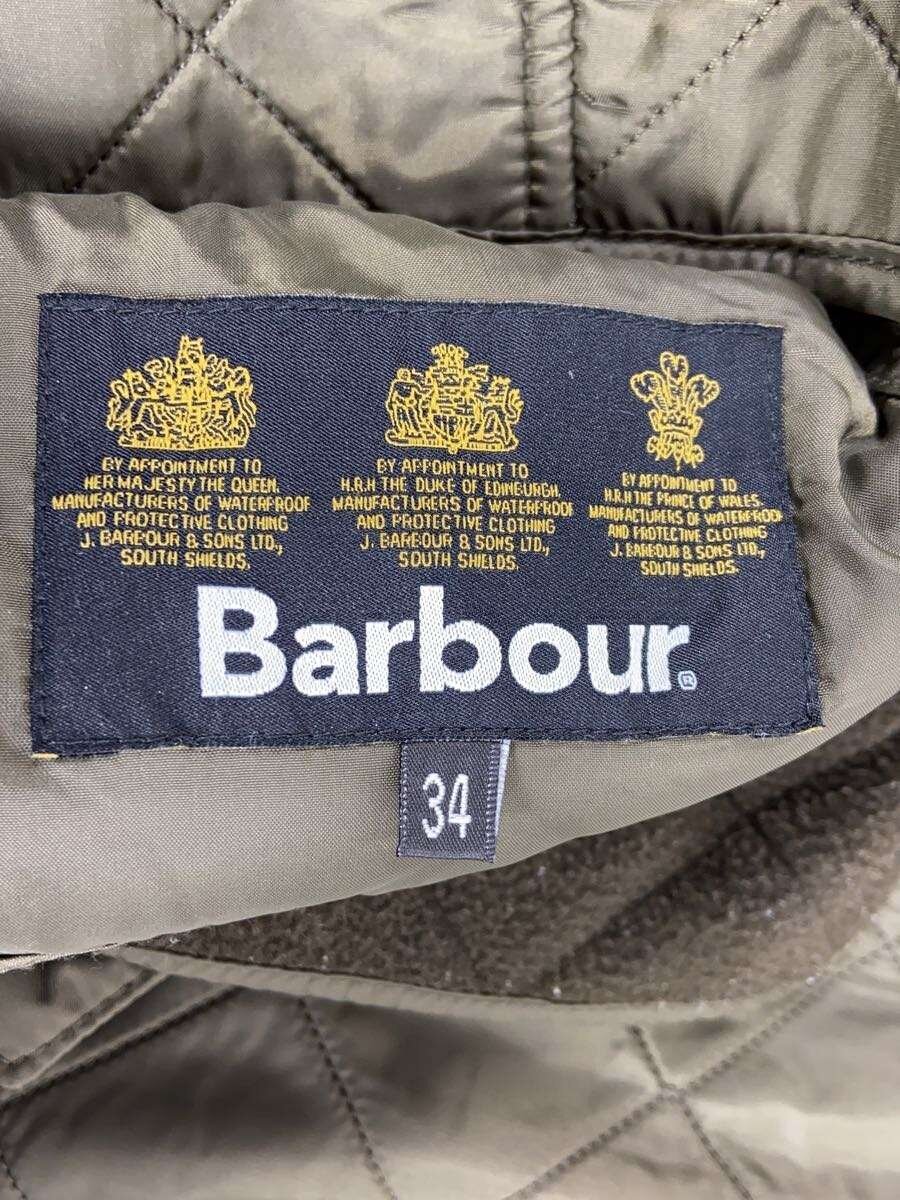 BY APPOINTMENT TO
HER MAJESTY THE QUEEN.
MANUFACTURERS OF WATERPROOF
AND PROTECTIVE CLOTHING
J. BARBOUR & SONS LTD.,
SOUTH SHIELDS.
BY APPOINTMENT TO
H.R.H THE DUKE OF EDINBURGH.
MANUFACTURERS OF WATERPROOF
AND PROTECTIVE CLOTHING
J. BARBOUR & SONS LTD.,
SOUTH SHIELDS.
BY APPOINTMENT TO
H.R.H THE PRINCE OF WALES.
MANUFACTURERS OF WATERPROOF
AND PROTECTIVE CLOTHING
J. BARBOUR & SONS LTD.,
SOUTH SHIELDS.
Barbour®
34